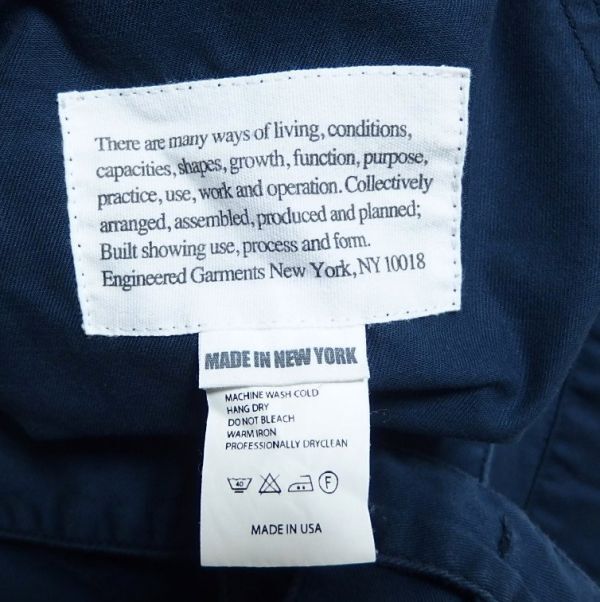 There are many ways of living, conditions,
capacities, shapes, growth, function, purpose,
practice, use, work and operation. Collectively
arranged, assembled, produced and planned;
Built showing use, process and form.
Engineered Garments New York, NY 10018
MADE IN NEW YORK
MACHINE WASH COLD
HANG DRY
DO NOT BLEACH
WARM IRON
PROFESSIONALLY DRYCLEAN
40 F
MADE IN USA